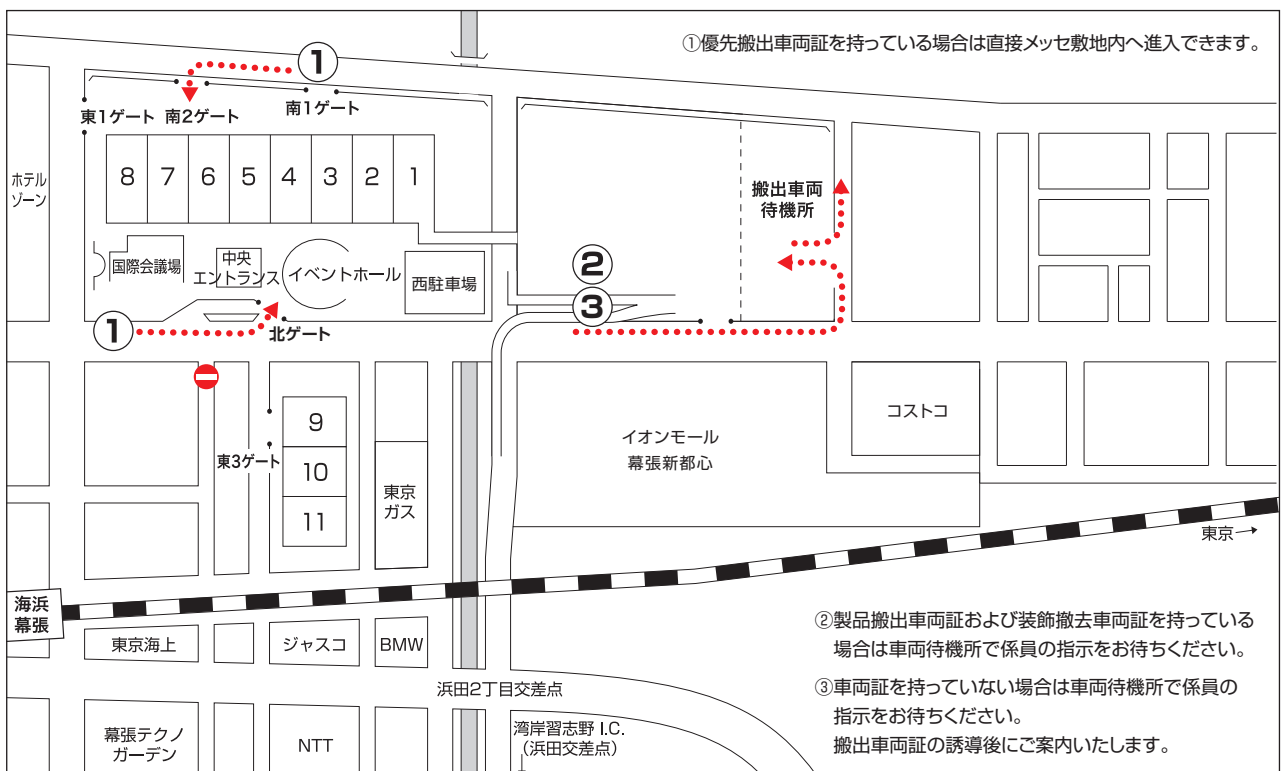 ①優先搬出車両証を持っている場合は直接メッセ敷地内へ進入できます。
①
東1ゲート
南2ゲート
南1ゲート
ホテル
ゾーン
8
7
6
5
4
3
2
1
搬出車両
待機所
国際会議場
中央
エントランス
イベントホール
西駐車場
②
③
①
北ゲート
9
10
11
東3ゲート
東京
ガス
イオンモール
幕張新都心
コストコ
東京→
海浜
幕張
東京海上
ジャスコ
BMW
②製品搬出車両証および装飾撤去車両証を持っている
場合は車両待機所で係員の指示をお待ちください。
③車両証を持っていない場合は車両待機所で係員の
指示をお待ちください。
搬出車両証の誘導後にご案内いたします。
浜田2丁目交差点
湾岸習志野 I.C.
（浜田交差点）
幕張テクノ
ガーデン
NTT